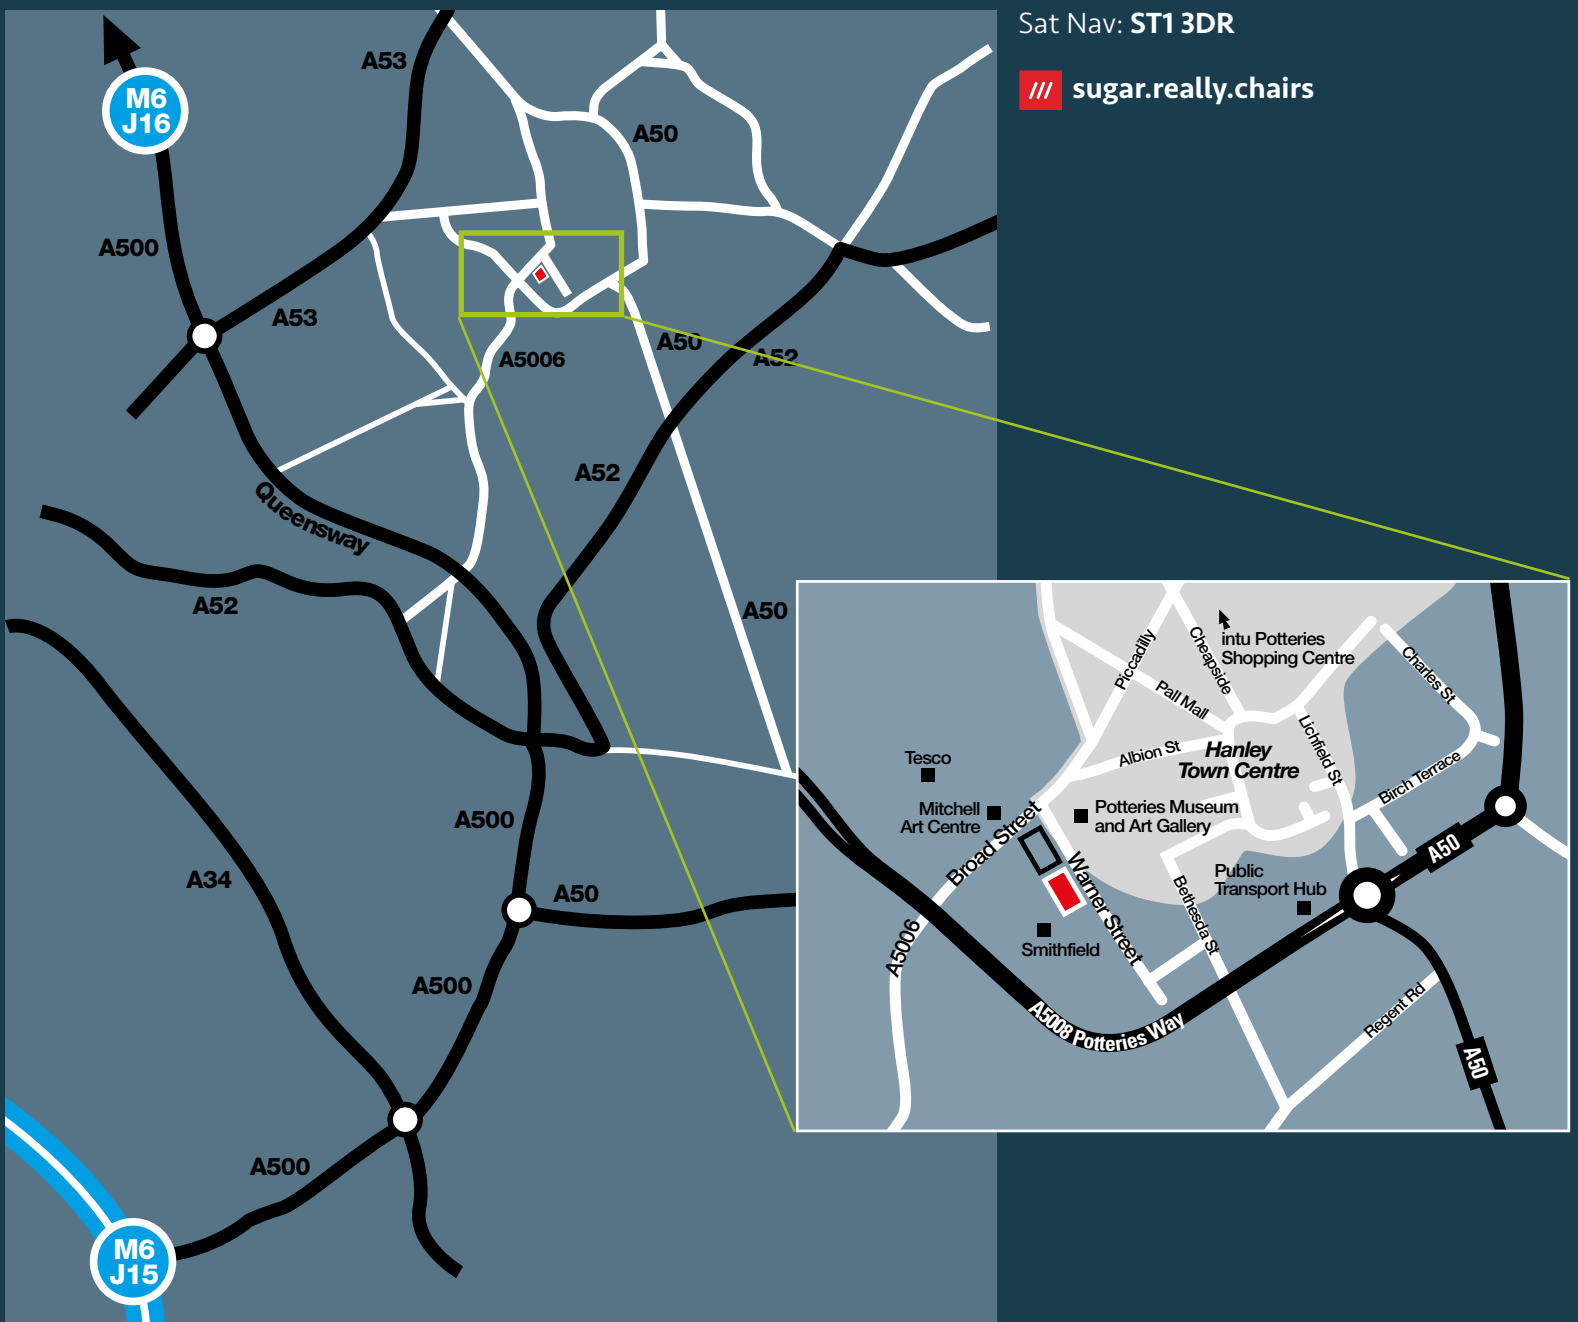 Sat Nav: ST1 3DR
/// sugar.really.chairs
M6
J16
A53
A50
A500
A53
A5006
A50
A52
A52
Queensway
A52
A50
A500
A34
A50
A500
A500
M6
J15
intu Potteries
Shopping Centre
Piccadilly
Cheapside
Pall Mall
Charles St
Lichfield St
Albion St
Hanley
Town Centre
Birch Terrace
Tesco
Mitchell
Art Centre
Potteries Museum
and Art Gallery
Broad Street
Warner Street
A50
Public
Transport Hub
Bethesda St
Smithfield
A5006
A5008 Potteries Way
Regent Rd
A50